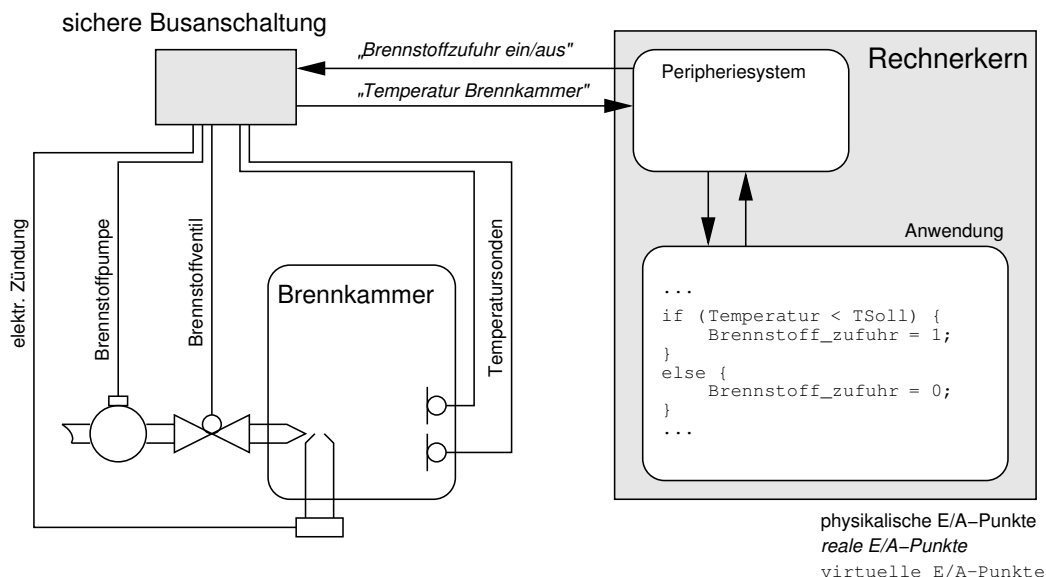 sichere Busanschaltung
„Brennstoffzufuhr ein/aus"
„Temperatur Brennkammer"
Rechnerkern
Peripheriesystem
Anwendung
elektr. Zündung
Brennstoffpumpe
Brennstoffventil
Temperatursonden
Brennkammer
...
if (Temperatur < TSoll) {
Brennstoff_zufuhr = 1;
}
else {
Brennstoff_zufuhr = 0;
}
...
physikalische E/A−Punkte
reale E/A−Punkte
virtuelle E/A−Punkte